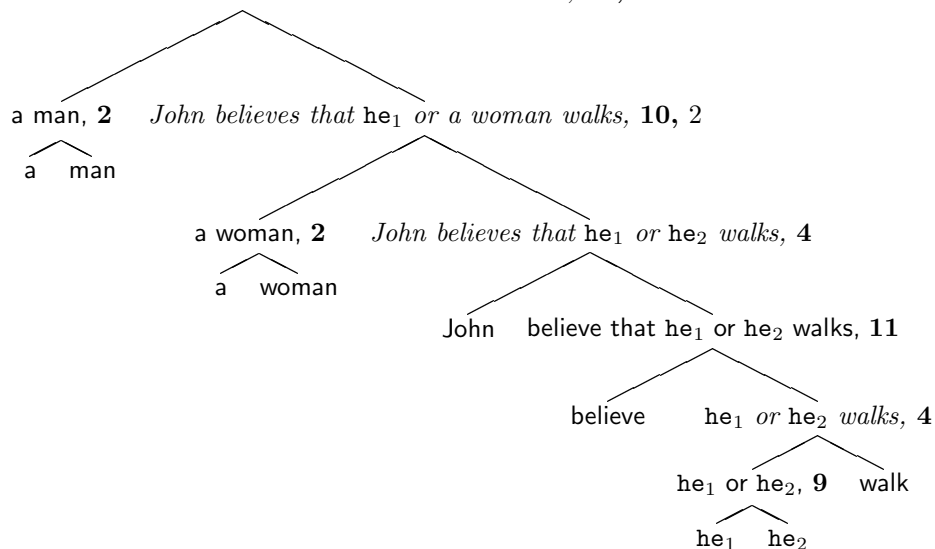 a man, 2 John believes that he1 or a woman walks, 10, 2
a man
a woman, 2 John believes that he1 or he2 walks, 4
a woman
John believe that he1 or he2 walks, 11
believe he1 or he2 walks, 4
he1 or he2, 9 walk
he1 he2